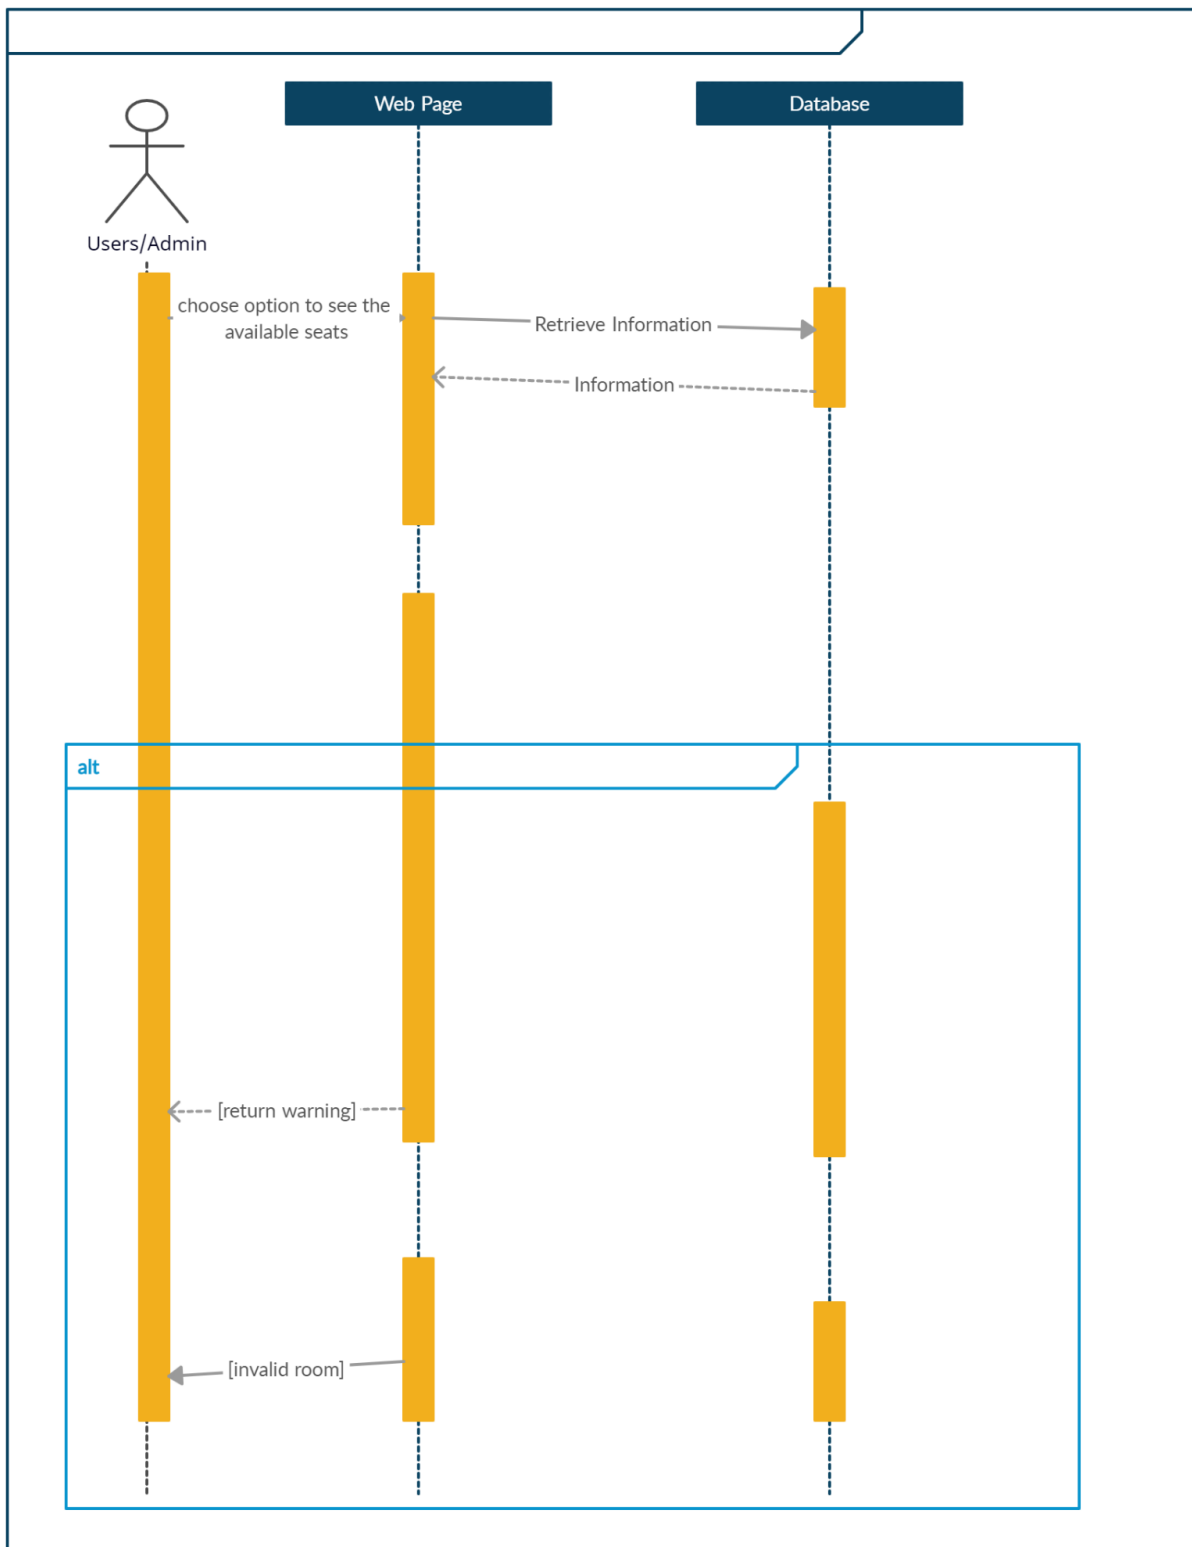 Web Page
Database
Users/Admin
choose option to see the
available seats
Retrieve Information
Information
alt
[return warning]
[invalid room]